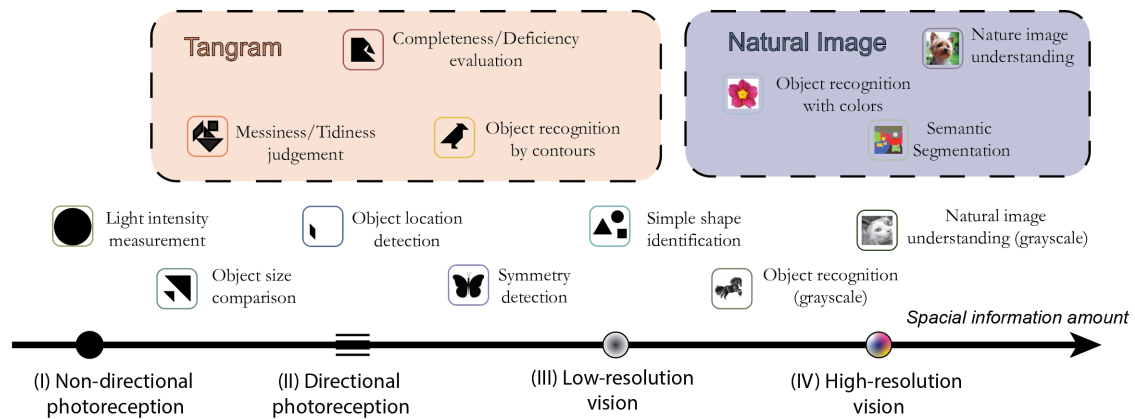 Tangram
Completeness/Deficiency
evaluation
Messiness/Tidiness
judgement
Object recognition
by contours
Natural Image
Nature image
understanding
Object recognition
with colors
Semantic
Segmentation
Light intensity
measurement
Object location
detection
Simple shape
identification
Natural image
understanding (grayscale)
Object size
comparison
Symmetry
detection
Object recognition
(grayscale)
Spacial information amount
(I) Non-directional
photoreception
(II) Directional
photoreception
(III) Low-resolution
vision
(IV) High-resolution
vision